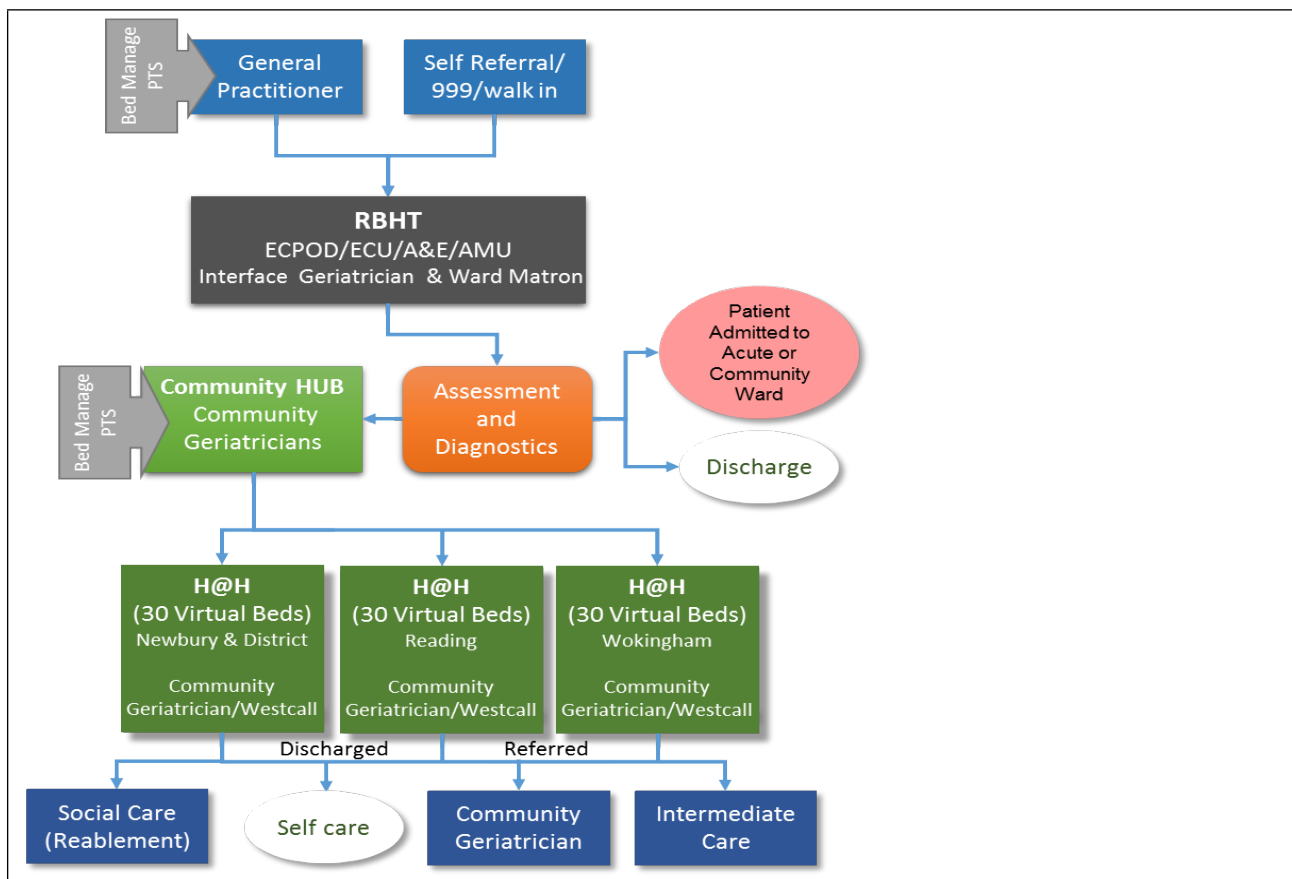 Bed Manage
PTS
General
Practitioner
Self Referral/
999/walk in
RBHT
ECPOD/ECU/A&E/AMU
Interface Geriatrician & Ward Matron
Patient
Admitted to
Acute or
Community
Ward
Bed Manage
PTS
Community HUB
Community
Geriatricians
Assessment
and
Diagnostics
Discharge
H@H
(30 Virtual Beds)
Newbury & District
Community
Geriatrician/Westcall
H@H
(30 Virtual Beds)
Reading
Community
Geriatrician/Westcall
H@H
(30 Virtual Beds)
Wokingham
Community
Geriatrician/Westcall
Discharged
Referred
Social Care
(Reablement)
Self care
Community
Geriatrician
Intermediate
Care